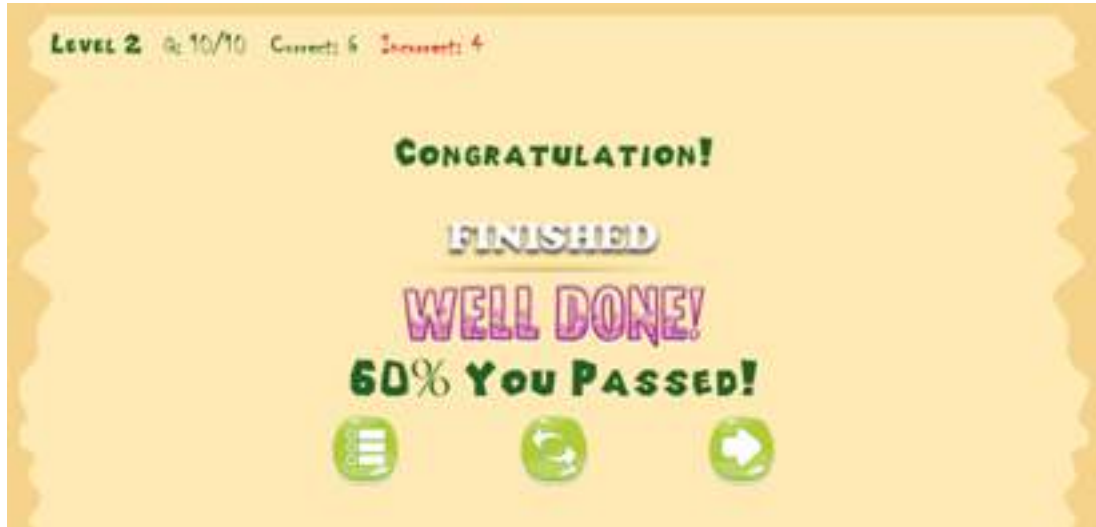 LEVEL 2 Q: 10/10 Correct: 6 Incorrect: 4
CONGRATULATION!
FINISHED
WELL DONE!
60% YOU PASSED!